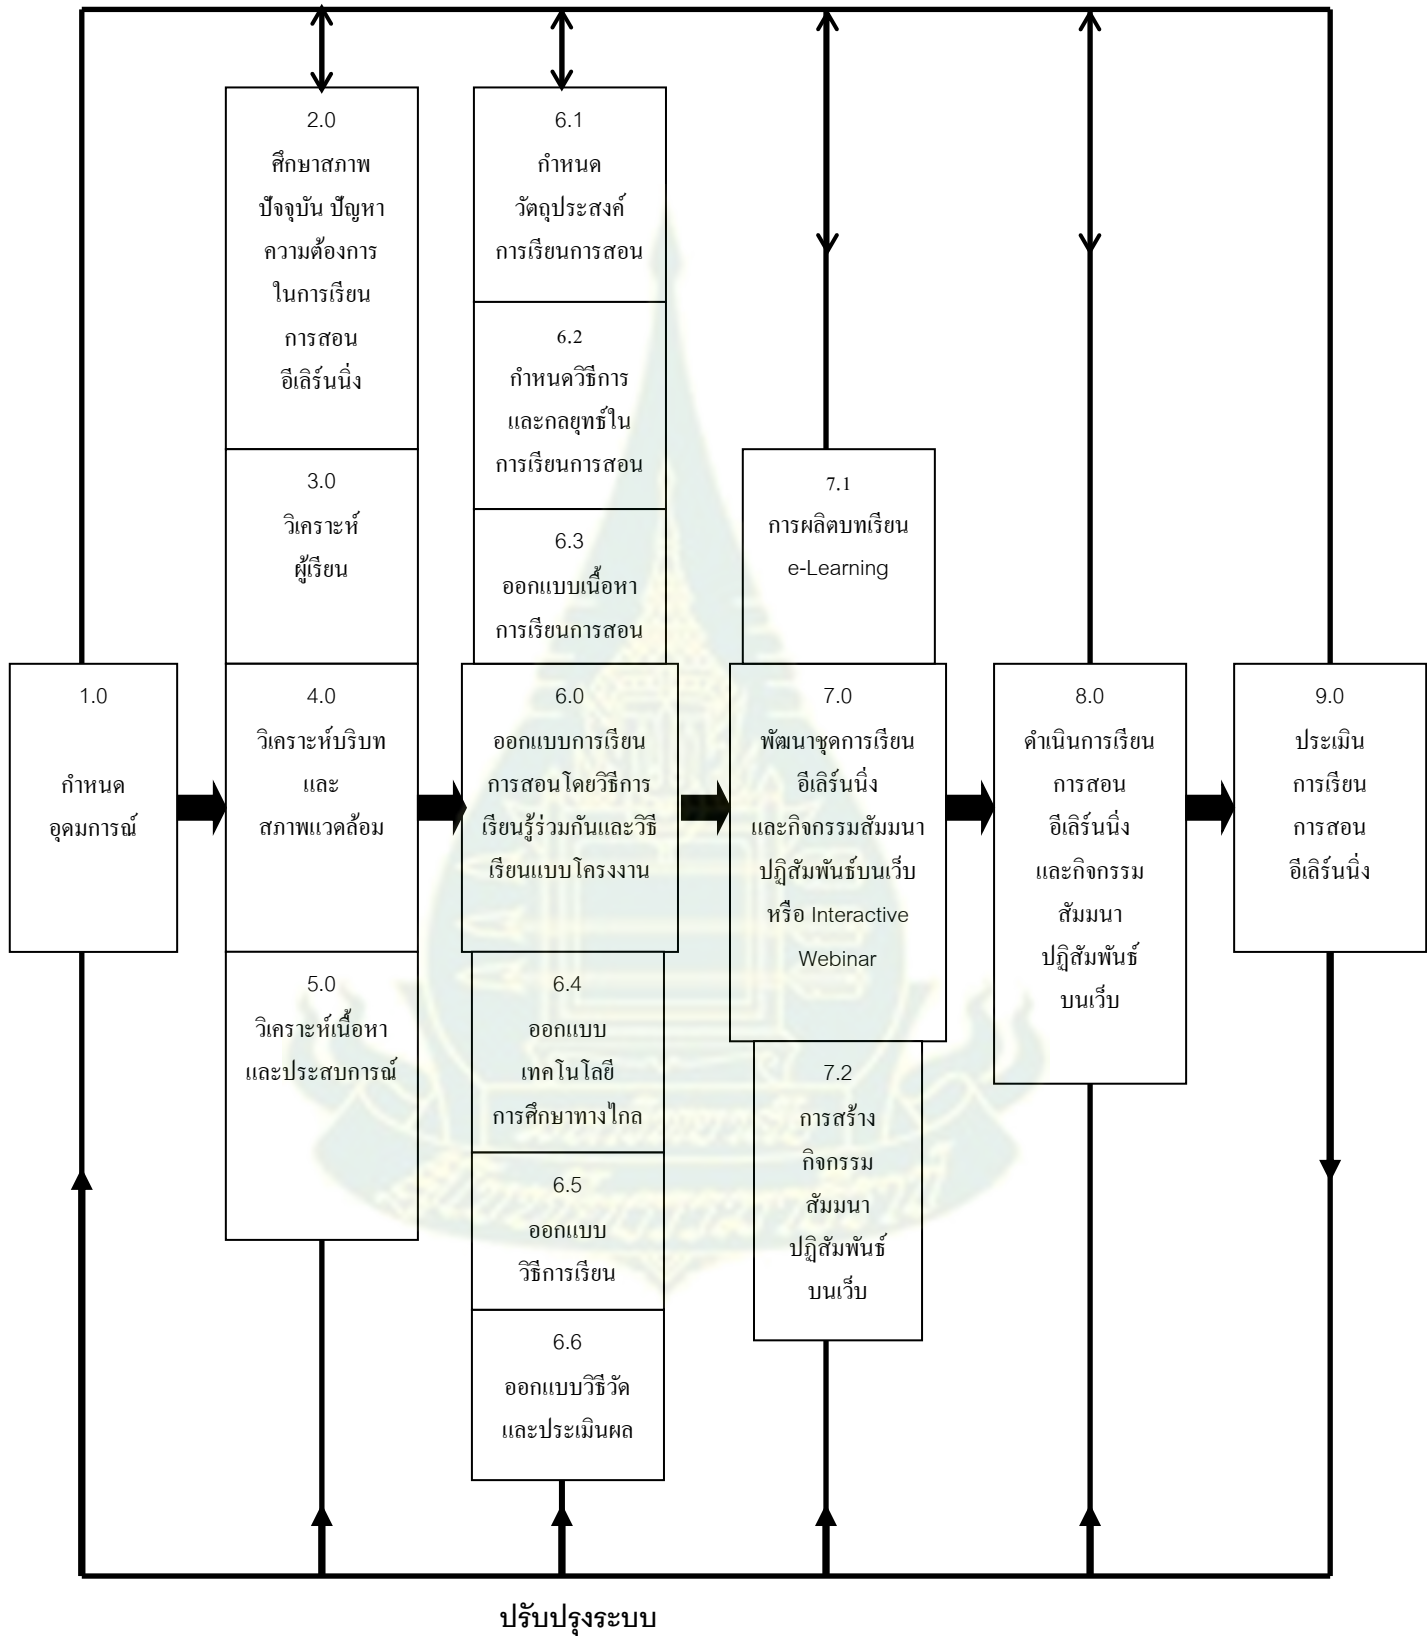 1.0
กำหนด
อุดมการณ์
2.0
ศึกษาสภาพ
ปัจจุบัน ปัญหา
ความต้องการ
ในการเรียน
การสอน
อีเลิร์นนิ่ง
3.0
วิเคราะห์
ผู้เรียน
4.0
วิเคราะห์บริบท
และ
สภาพแวดล้อม
5.0
วิเคราะห์เนื้อหา
และประสบการณ์
6.1
กำหนด
วัตถุประสงค์
การเรียนการสอน
6.2
กำหนดวิธีการ
และกลยุทธ์ใน
การเรียนการสอน
6.3
ออกแบบเนื้อหา
การเรียนการสอน
6.0
ออกแบบการเรียน
การสอนโดยวิธีการ
เรียนรู้ร่วมกันและวิธี
เรียนแบบโครงงาน
6.4
ออกแบบ
เทคโนโลยี
การศึกษาทางไกล
6.5
ออกแบบ
วิธีการเรียน
6.6
ออกแบบวิธีวัด
และประเมินผล
7.1
การผลิตบทเรียน
e-Learning
7.0
พัฒนาชุดการเรียน
อีเลิร์นนิ่ง
และกิจกรรมสัมมนา
ปฏิสัมพันธ์บนเว็บ
หรือ Interactive
Webinar
7.2
การสร้าง
กิจกรรม
สัมมนา
ปฏิสัมพันธ์
บนเว็บ
8.0
ดำเนินการเรียน
การสอน
อีเลิร์นนิ่ง
และกิจกรรม
สัมมนา
ปฏิสัมพันธ์
บนเว็บ
9.0
ประเมิน
การเรียน
การสอน
อีเลิร์นนิ่ง
ปรับปรุงระบบ